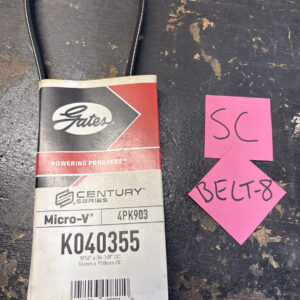 Gates
POWERING PROGRESS
CENTURY
SERIES
Micro-V® 4PK903
K040355
SC
BELT-8